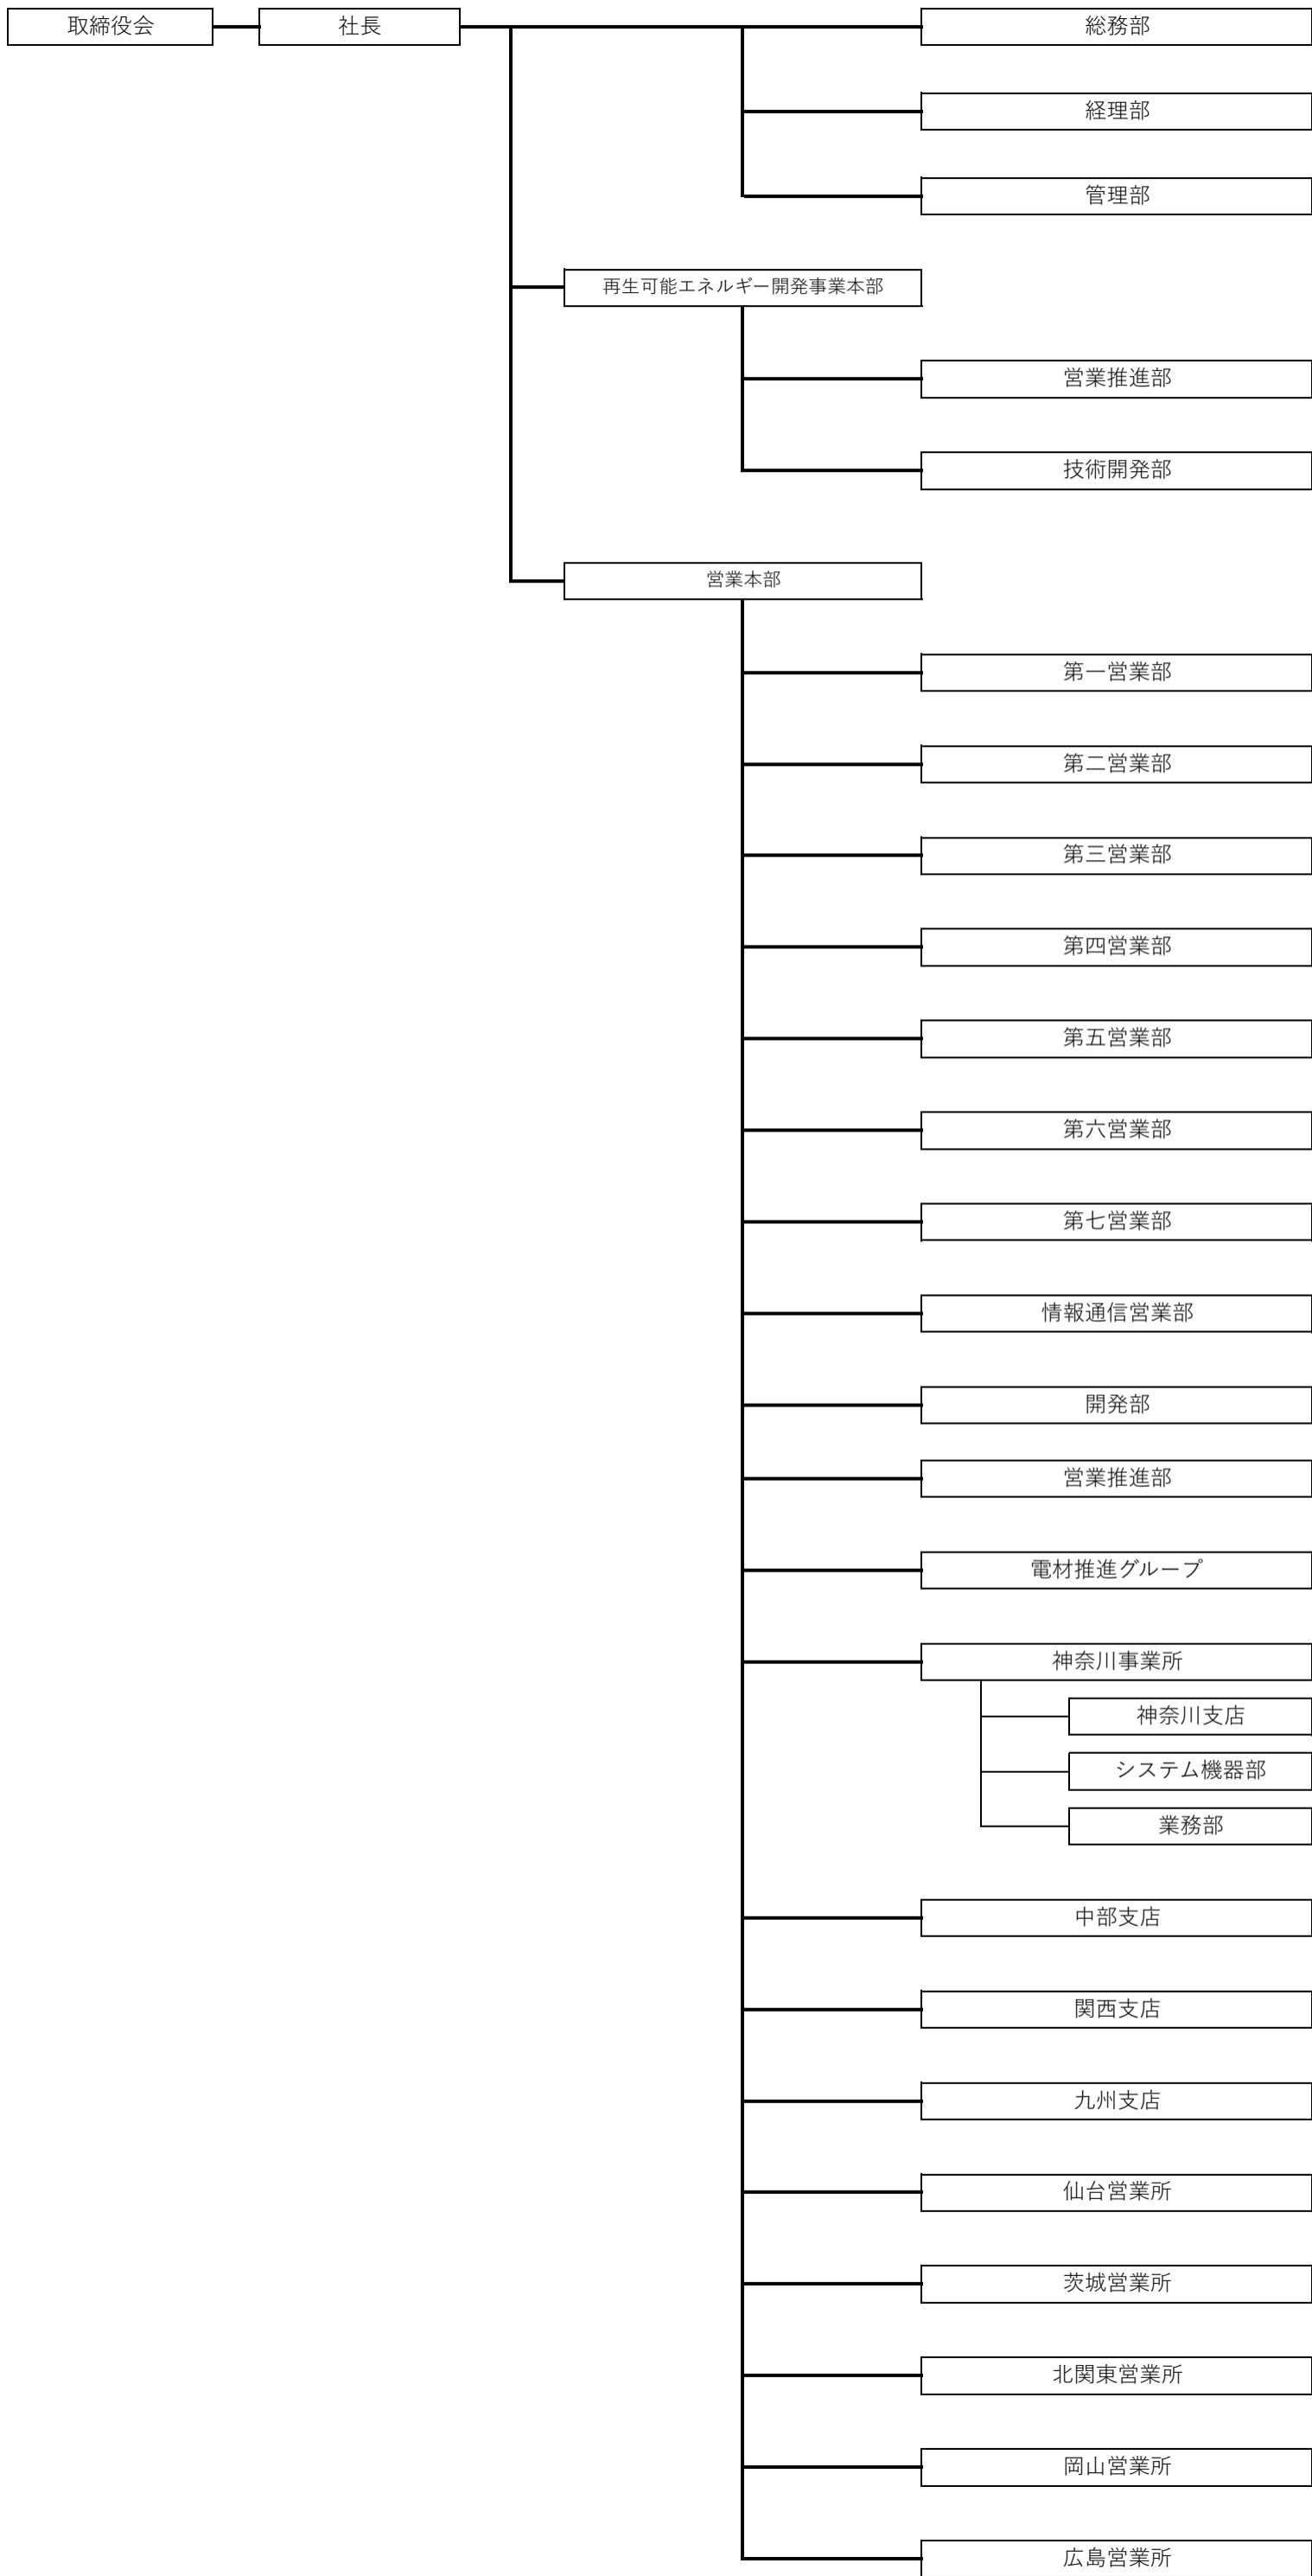 取締役会
社長
総務部
経理部
管理部
再生可能エネルギー開発事業本部
営業推進部
技術開発部
営業本部
第一営業部
第二営業部
第三営業部
第四営業部
第五営業部
第六営業部
第七営業部
情報通信営業部
開発部
営業推進部
電材推進グループ
神奈川事業所
神奈川支店
システム機器部
業務部
中部支店
関西支店
九州支店
仙台営業所
茨城営業所
北関東営業所
岡山営業所
広島営業所